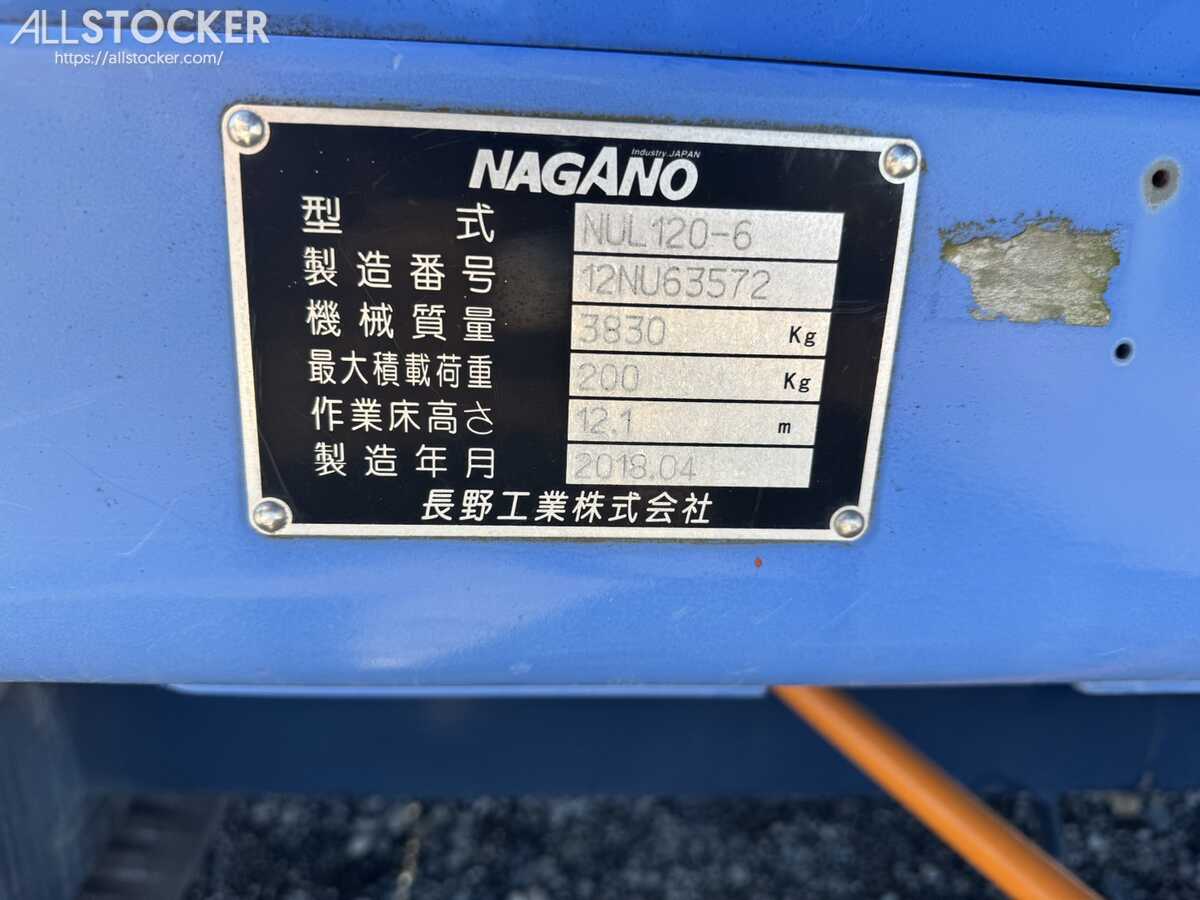 ALLSTOCKER
https://allstocker.com/
Industry.JAPAN
NAGANO
型式 NUL120-6
製造番号 12NU63572
機械質量 3830 Kg
最大積載荷重 200 Kg
作業床高さ 12.1 m
製造年月 2018.04
長野工業株式会社